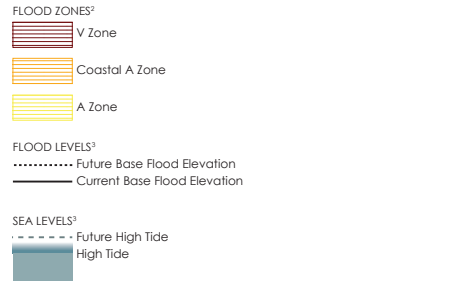 FLOOD ZONES²
V Zone
Coastal A Zone
A Zone
FLOOD LEVELS³
Future Base Flood Elevation
Current Base Flood Elevation
SEA LEVELS³
Future High Tide
High Tide